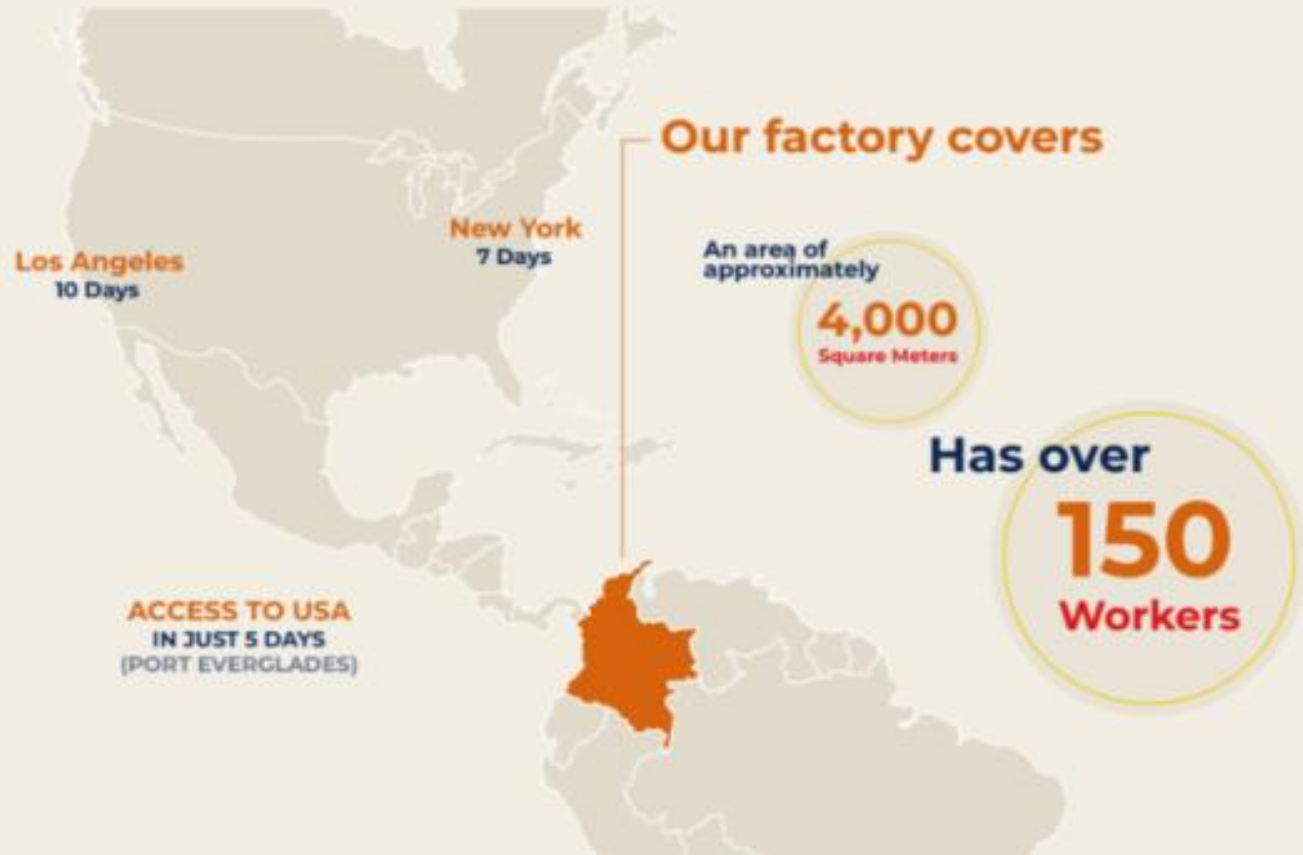 Our factory covers
New York
7 Days
Los Angeles
10 Days
An area of
approximately
4,000
Square Meters
Has over
150
Workers
ACCESS TO USA
IN JUST 5 DAYS
(PORT EVERGLADES)